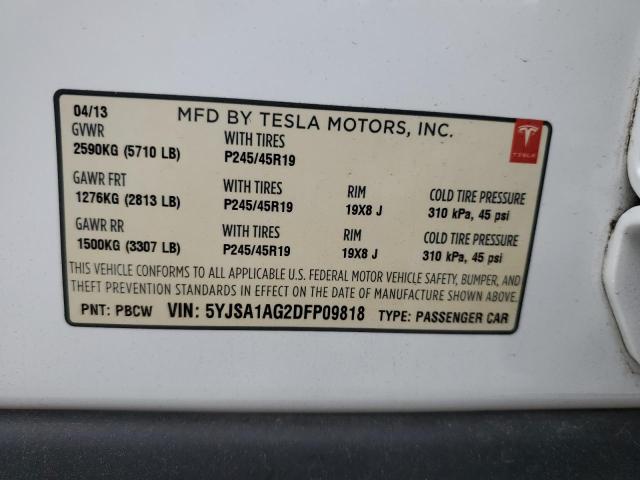 04/13 MFD BY TESLA MOTORS, INC.
GVWR WITH TIRES
2590KG (5710 LB) P245/45R19
TESLA
GAWR FRT WITH TIRES RIM COLD TIRE PRESSURE
1276KG (2813 LB) P245/45R19 19X8 J 310 kPa, 45 psi
GAWR RR WITH TIRES RIM COLD TIRE PRESSURE
1500KG (3307 LB) P245/45R19 19X8 J 310 kPa, 45 psi
THIS VEHICLE CONFORMS TO ALL APPLICABLE U.S. FEDERAL MOTOR VEHICLE SAFETY, BUMPER, AND
THEFT PREVENTION STANDARDS IN EFFECT ON THE DATE OF MANUFACTURE SHOWN ABOVE.
PNT: PBCW VIN: 5YJSA1AG2DFP09818 TYPE: PASSENGER CAR